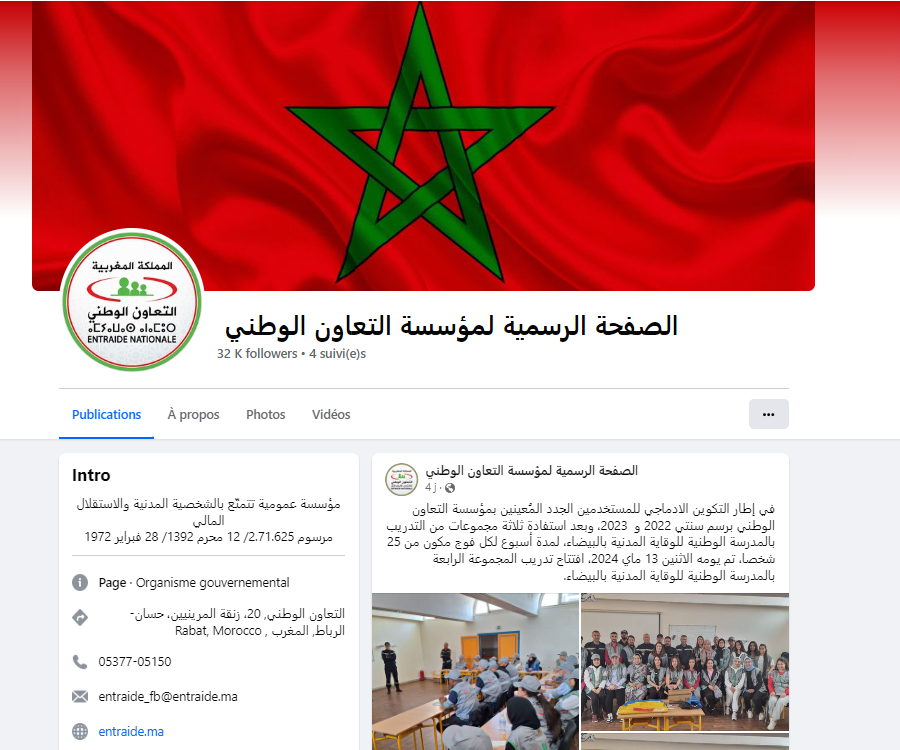 المملكة المغربية
التعاون الوطني
ENTRAIDE NATIONALE
الصفحة الرسمية لمؤسسة التعاون الوطني
32 K followers • 4 suivi(e)s
Publications
À propos
Photos
Vidéos
Intro
مؤسسة عمومية تتمتّع بالشخصية المدنية والاستقلال
المالي
مرسوم 2.71.625/ 12 محرم 1392/ 28 فبراير 1972
Page · Organisme gouvernemental
التعاون الوطني, 20، زنقة المرينيين، حسان-
الرباط, المغرب , Rabat, Morocco
05377-05150
entraide_fb@entraide.ma
entraide.ma
الصفحة الرسمية لمؤسسة التعاون الوطني
4 j ·
في إطار التكوين الادماجي للمستخدمين الجدد المُعينين بمؤسسة التعاون
الوطني برسم سنتي 2022 و 2023، وبعد استفادة ثلاثة مجموعات من التدريب
بالمدرسة الوطنية للوقاية المدنية بالبيضاء، لمدة أسبوع لكل فوج مكون من 25
شخصا، تم يومه الاثنين 13 ماي 2024، افتتاح تدريب المجموعة الرابعة
بالمدرسة الوطنية للوقاية المدنية بالبيضاء.